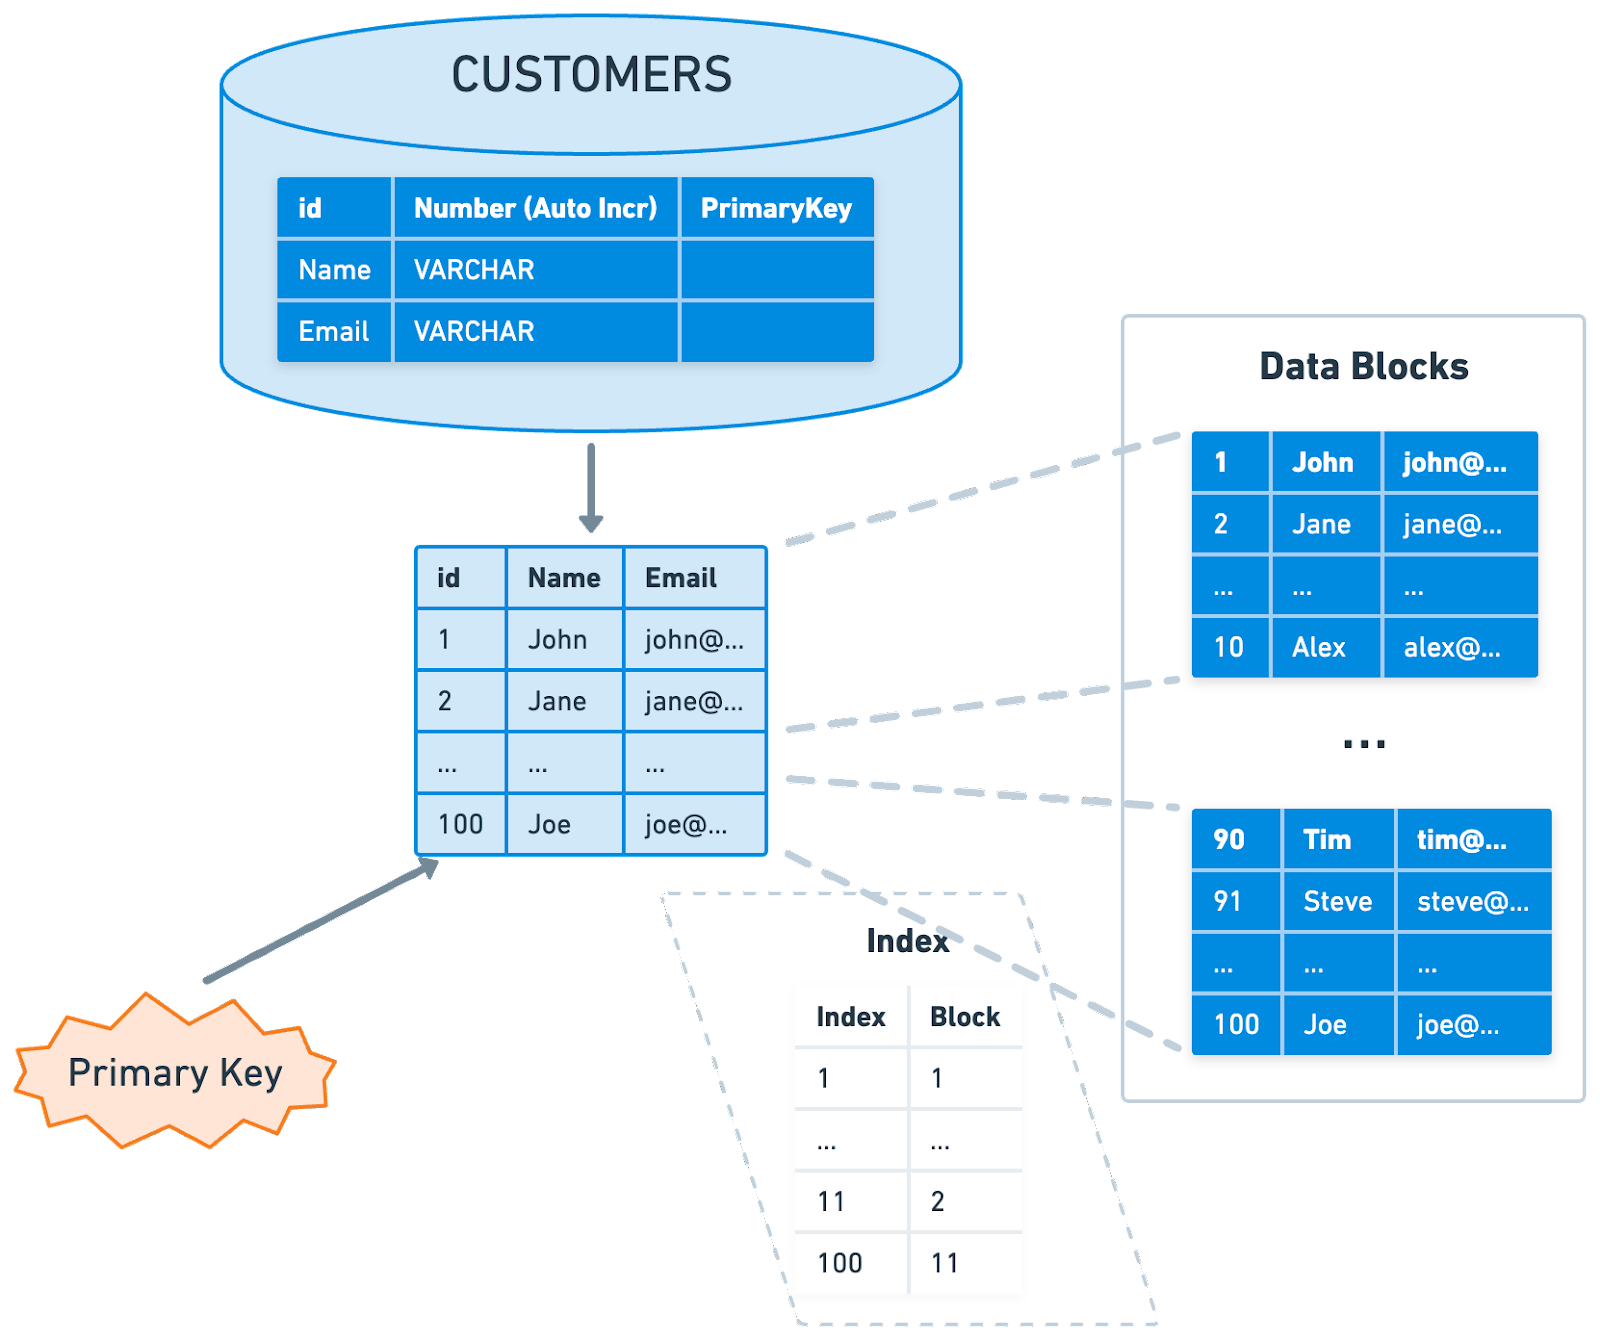 CUSTOMERS
id Number (Auto Incr) PrimaryKey
Name VARCHAR
Email VARCHAR
id Name Email
1 John john@...
2 Jane jane@...
... ... ...
100 Joe joe@...
Primary Key
Data Blocks
1 John john@...
2 Jane jane@...
... ... ...
10 Alex alex@...
...
90 Tim tim@...
91 Steve steve@...
... ... ...
100 Joe joe@...
Index
Index Block
1 1
... ...
11 2
100 11